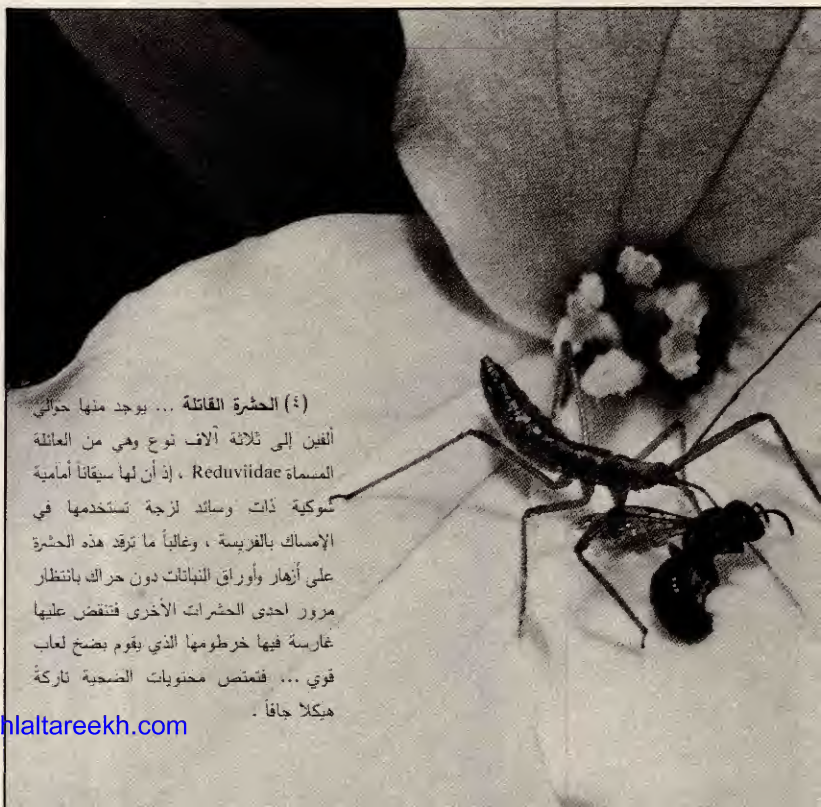 (٤) الحشرة القاتلة ... يوجد منها حوالي
ألفين إلى ثلاثة آلاف نوع وهي من العائلة
المسماة Reduviidae ، إذ أن لها سيقاناً أمامية
شوكية ذات وسائد لزجة تستخدمها في
الإمساك بالفريسة ، وغالباً ما ترقد هذه الحشرة
على أزهار وأوراق النباتات دون حراك بانتظار
مرور احدى الحشرات الأخرى فتنقض عليها
غارسة فيها خرطومها الذي يقوم بضخ لعاب
قوي ... فتمتص محتويات الضحية تاركةً
هيكلاً جافاً .
hlaltareekh.com